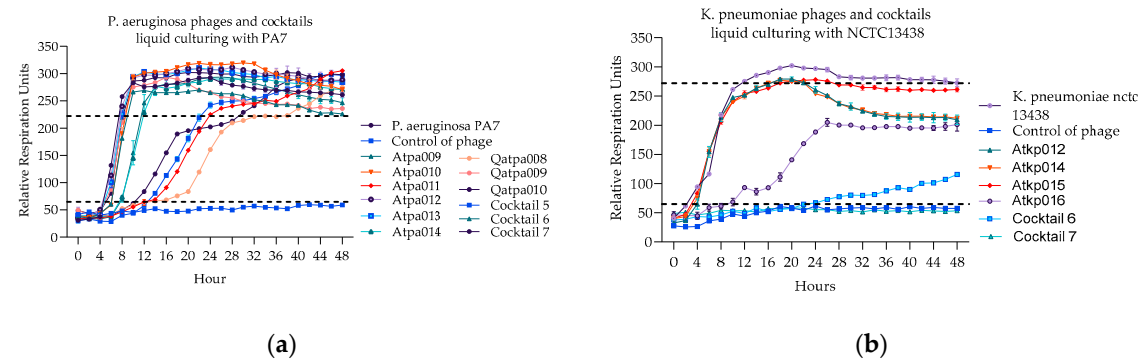 P. aeruginosa phages and cocktails
liquid culturing with PA7
Relative Respiration Units
350
300
250
200
150
100
50
0
0 4 8 12 16 20 24 28 32 36 40 44 48
Hour
P. aeruginosa PA7
Control of phage
Atpa009
Atpa010
Atpa011
Atpa012
Atpa013
Atpa014
Qatpa008
Qatpa009
Qatpa010
Cocktail 5
Cocktail 6
Cocktail 7
(a)
K. pneumoniae phages and cocktails
liquid culturing with NCTC13438
Relative Respiration Units
350
300
250
200
150
100
50
0
0 4 8 12 16 20 24 28 32 36 40 44 48
Hours
K. pneumoniae nctc
13438
Control of phage
Atkp012
Atkp014
Atkp015
Atkp016
Cocktail 6
Cocktail 7
(b)